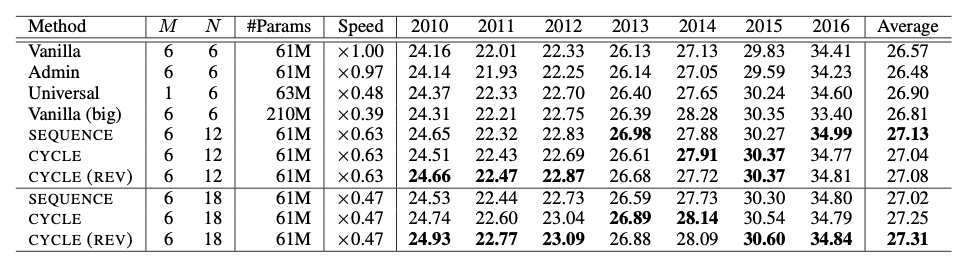 Method M N #Params Speed 2010 2011 2012 2013 2014 2015 2016 Average
Vanilla 6 6 61M ×1.00 24.16 22.01 22.33 26.13 27.13 29.83 34.41 26.57
Admin 6 6 61M ×0.97 24.14 21.93 22.25 26.14 27.05 29.59 34.23 26.48
Universal 1 6 63M ×0.48 24.37 22.33 22.70 26.40 27.65 30.24 34.60 26.90
Vanilla (big) 6 6 210M ×0.39 24.31 22.21 22.75 26.39 28.28 30.35 33.40 26.81
SEQUENCE 6 12 61M ×0.63 24.65 22.32 22.83 26.98 27.88 30.27 34.99 27.13
CYCLE 6 12 61M ×0.63 24.51 22.43 22.69 26.61 27.91 30.37 34.77 27.04
CYCLE (REV) 6 12 61M ×0.63 24.66 22.47 22.87 26.68 27.72 30.37 34.81 27.08
SEQUENCE 6 18 61M ×0.47 24.53 22.44 22.73 26.59 27.73 30.30 34.80 27.02
CYCLE 6 18 61M ×0.47 24.74 22.60 23.04 26.89 28.14 30.54 34.79 27.25
CYCLE (REV) 6 18 61M ×0.47 24.93 22.77 23.09 26.88 28.09 30.60 34.84 27.31